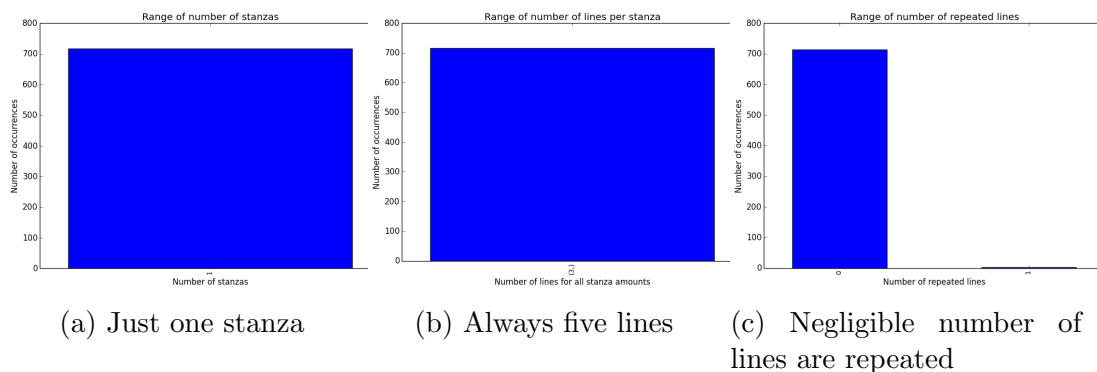 Range of number of stanzas
800
700
600
500
400
300
200
100
0
Number of occurrences
1
Number of stanzas
(a) Just one stanza
Range of number of lines per stanza
800
700
600
500
400
300
200
100
0
Number of occurrences
(3,)
Number of lines for all stanza amounts
(b) Always five lines
Range of number of repeated lines
800
700
600
500
400
300
200
100
0
Number of occurrences
0
1
Number of repeated lines
(c) Negligible number of
lines are repeated